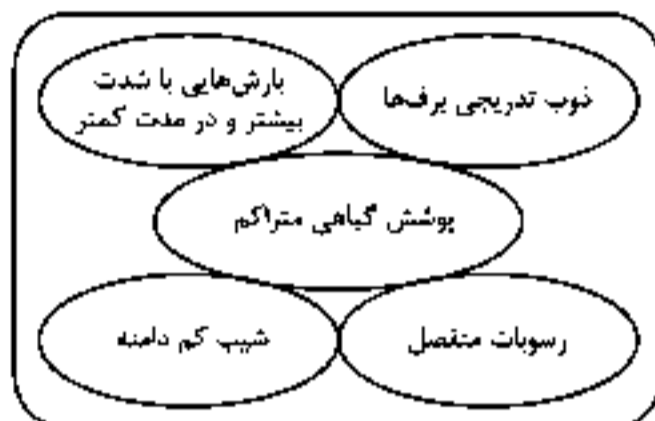 بارش‌هایی با شدت
بیشتر و در مدت کمتر
ذوب تدریجی برف‌ها
پوشش گیاهی متراکم
شیب کم دامنه
رسوبات منفصل